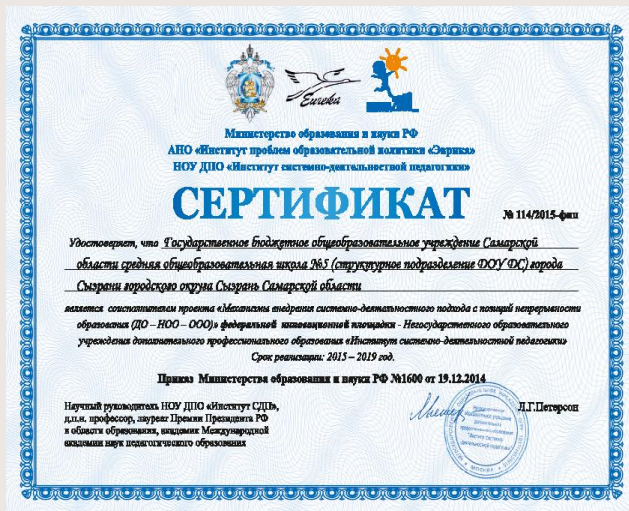 Eureka
Министерство образования и науки РФ
АНО «Институт проблем образовательной политики «Эврика»
НОУ ДПО «Институт системно-деятельностной педагогики»
СЕРТИФИКАТ
№ 114/2015-фип
Удостоверяет, что Государственное бюджетное общеобразовательное учреждение Самарской
области средняя общеобразовательная школа №5 (структурное подразделение ДОУ ДС) города
Сызрани городского округа Сызрань Самарской области
является соисполнителем проекта «Механизмы внедрения системно-деятельностного подхода с позиций непрерывности
образования (ДО – НОО – ООО)» федеральной инновационной площадки - Негосударственного образовательного
учреждения дополнительного профессионального образования «Институт системно-деятельностной педагогики»
Срок реализации: 2015 – 2019 год.
Приказ Министерства образования и науки РФ №1600 от 19.12.2014
Научный руководитель НОУ ДПО «Институт СДП»,
д.п.н. профессор, лауреат Премии Президента РФ
в области образования, академик Международной
академии наук педагогического образования
Л.Г.Петерсон
МОСКВА